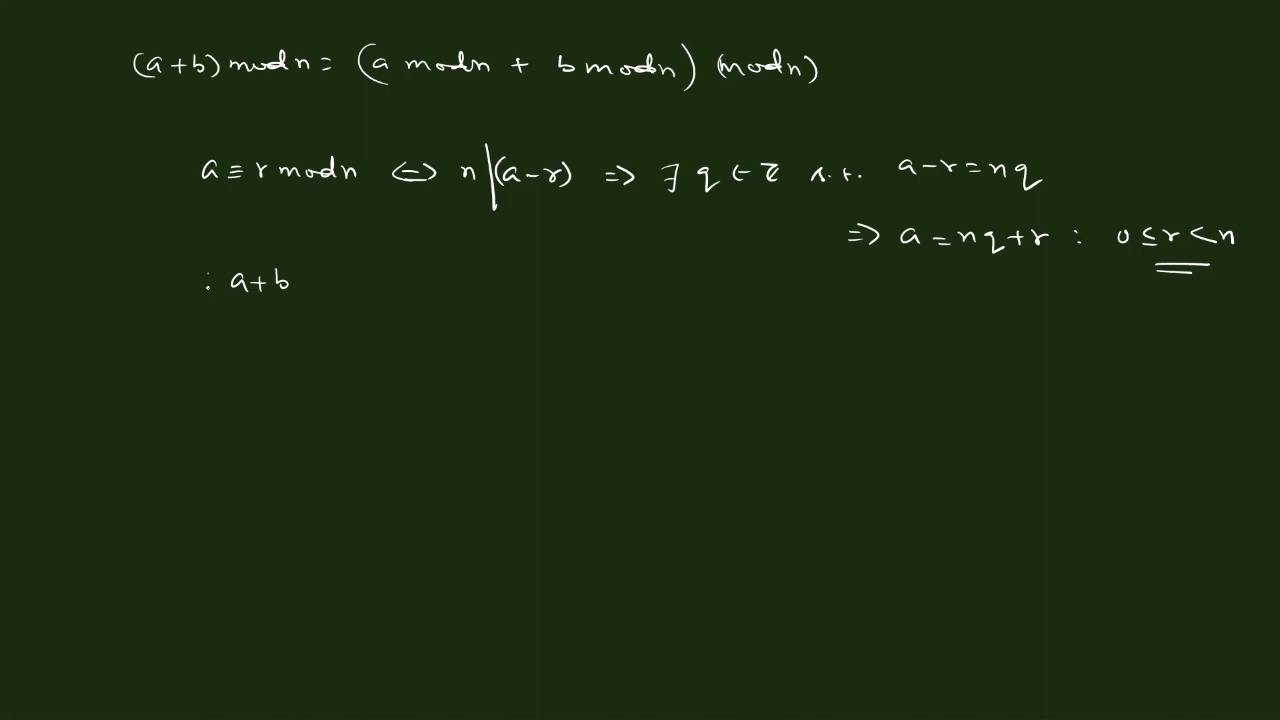 (a+b) mod n = (a mod n + b mod n) (mod n)
a ≡ r mod n ⇔ n | (a-r) ⇒ ∃ q ∈ Z s.t. a-r = nq
⇒ a = nq+r : 0 ≤ r < n
∴ a+b